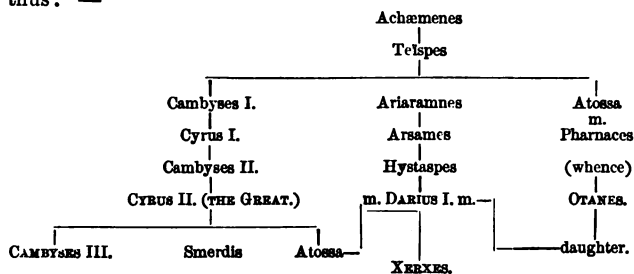 thus: —
Achæmenes
Teispes
Cambyses I. Ariaramnes Atossa
m.
Cyrus I. Arsames Pharnaces
Cambyses II. Hystaspes (whence)
CYRUS II. (THE GREAT.) m. DARIUS I. m. OTANES.
CAMBYSES III. Smerdis Atossa daughter.
XERXES.